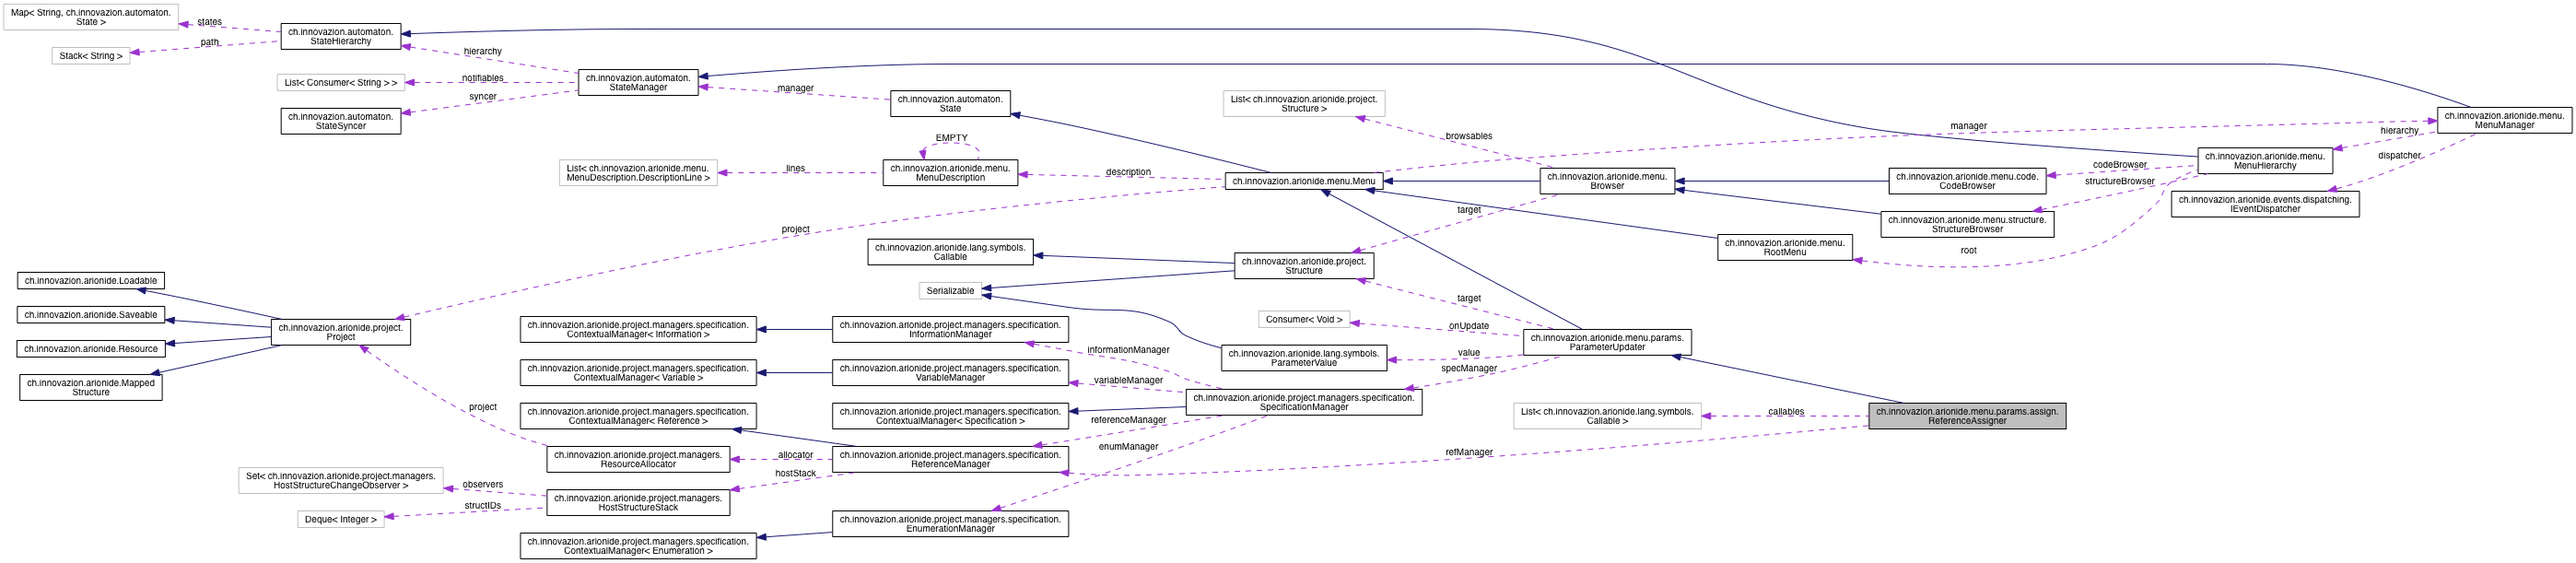 Map< String, ch.innovazion.automaton.
State >
states
Stack< String >
path
ch.innovazion.automaton.
StateHierarchy
hierarchy
List< Consumer< String > >
notifiables
ch.innovazion.automaton.
StateSyncer
syncer
ch.innovazion.automaton.
StateManager
manager
ch.innovazion.automaton.
State
EMPTY
List< ch.innovazion.arionide.menu.
MenuDescription.DescriptionLine >
lines
ch.innovazion.arionide.menu.
MenuDescription
description
project
List< ch.innovazion.arionide.project.
Structure >
browsables
ch.innovazion.arionide.menu.Menu
ch.innovazion.arionide.menu.
Browser
target
manager
ch.innovazion.arionide.menu.code.
CodeBrowser
codeBrowser
structureBrowser
ch.innovazion.arionide.menu.structure.
StructureBrowser
ch.innovazion.arionide.menu.
RootMenu
root
ch.innovazion.arionide.menu.
MenuManager
hierarchy
dispatcher
ch.innovazion.arionide.menu.
MenuHierarchy
ch.innovazion.arionide.events.dispatching.
IEventDispatcher
ch.innovazion.arionide.lang.symbols.
Callable
Serializable
ch.innovazion.arionide.project.
Structure
target
Consumer< Void >
onUpdate
ch.innovazion.arionide.lang.symbols.
ParameterValue
value
specManager
ch.innovazion.arionide.menu.params.
ParameterUpdater
ch.innovazion.arionide.Loadable
ch.innovazion.arionide.Saveable
ch.innovazion.arionide.Resource
ch.innovazion.arionide.Mapped
Structure
ch.innovazion.arionide.project.
Project
project
ch.innovazion.arionide.project.managers.specification.
ContextualManager< Information >
ch.innovazion.arionide.project.managers.specification.
InformationManager
informationManager
ch.innovazion.arionide.project.managers.specification.
ContextualManager< Variable >
ch.innovazion.arionide.project.managers.specification.
VariableManager
variableManager
ch.innovazion.arionide.project.managers.specification.
SpecificationManager
ch.innovazion.arionide.project.managers.specification.
ContextualManager< Reference >
ch.innovazion.arionide.project.managers.specification.
ContextualManager< Specification >
referenceManager
enumManager
List< ch.innovazion.arionide.lang.symbols.
Callable >
callables
ch.innovazion.arionide.menu.params.assign.
ReferenceAssigner
refManager
ch.innovazion.arionide.project.managers.
ResourceAllocator
allocator
hostStack
ch.innovazion.arionide.project.managers.specification.
ReferenceManager
Set< ch.innovazion.arionide.project.managers.
HostStructureChangeObserver >
observers
Deque< Integer >
structIDs
ch.innovazion.arionide.project.managers.
HostStructureStack
ch.innovazion.arionide.project.managers.specification.
EnumerationManager
ch.innovazion.arionide.project.managers.specification.
ContextualManager< Enumeration >